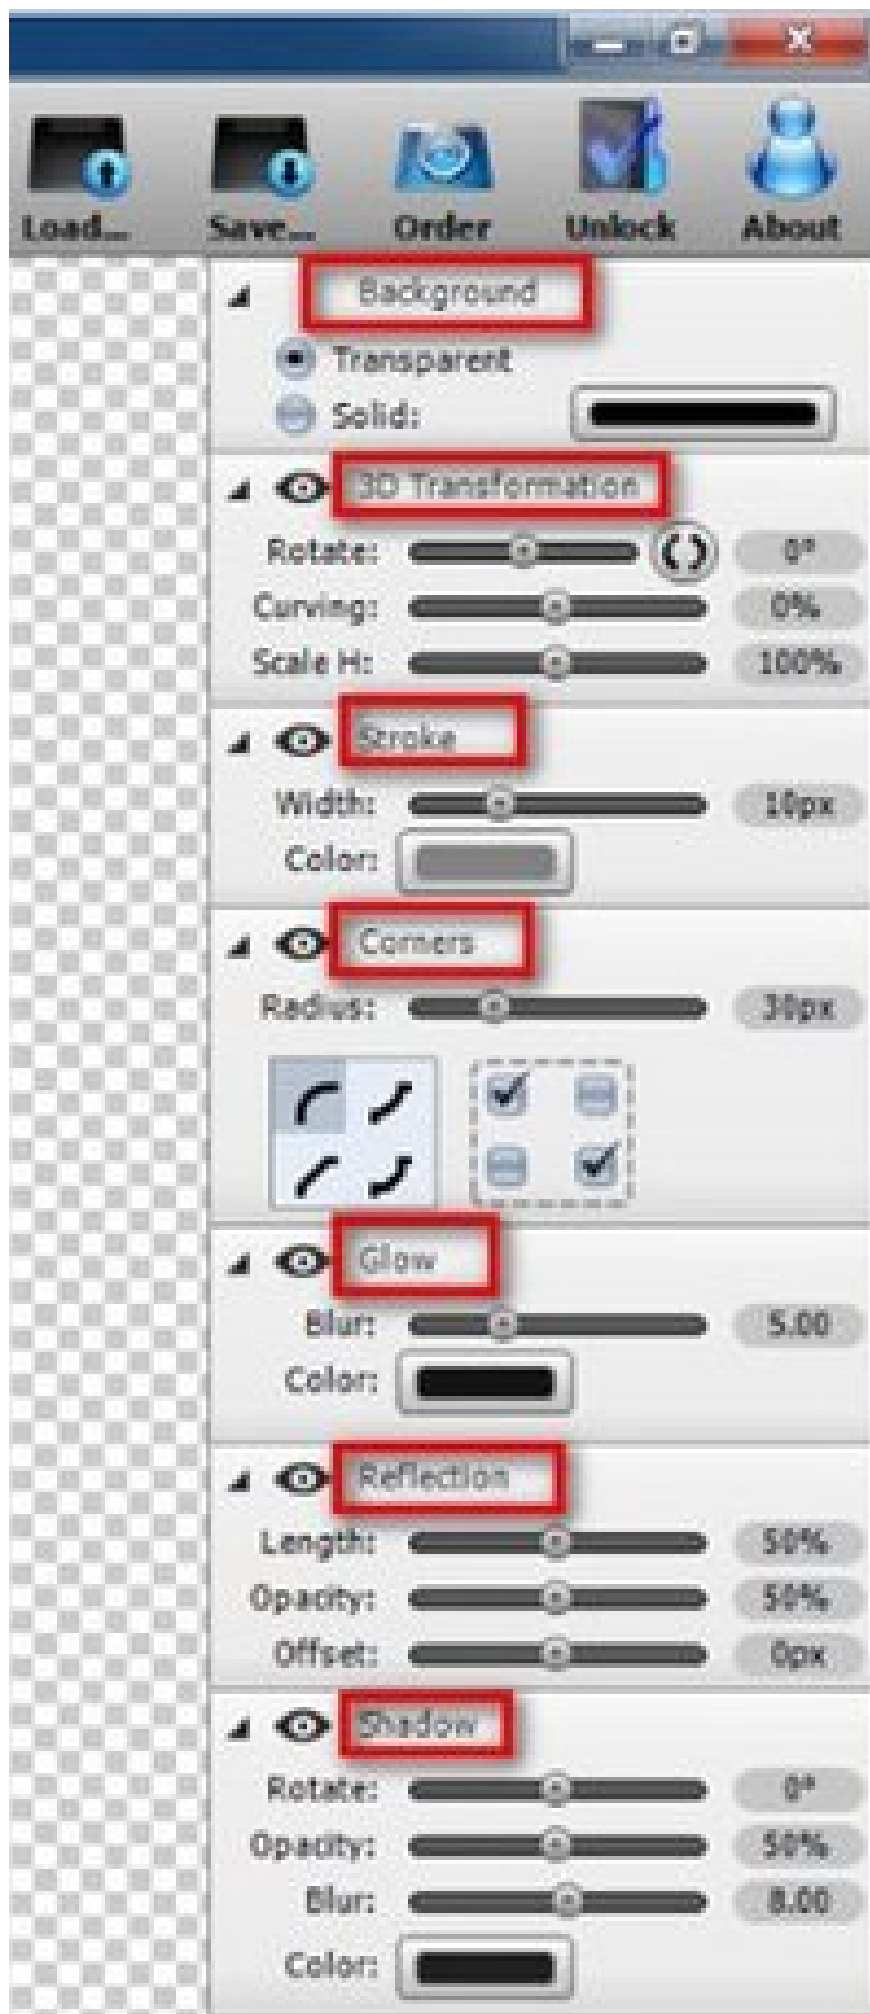 Load... Save... Order Unlock About
Background
Transparent
Solid:
3D Transformation
Rotate: 0°
Curving: 0%
Scale H: 100%
Stroke
Width: 10px
Color:
Corners
Radius: 30px
Glow
Blur: 5.00
Color:
Reflection
Length: 50%
Opacity: 50%
Offset: 0px
Shadow
Rotate: 0°
Opacity: 50%
Blur: 8.00
Color: